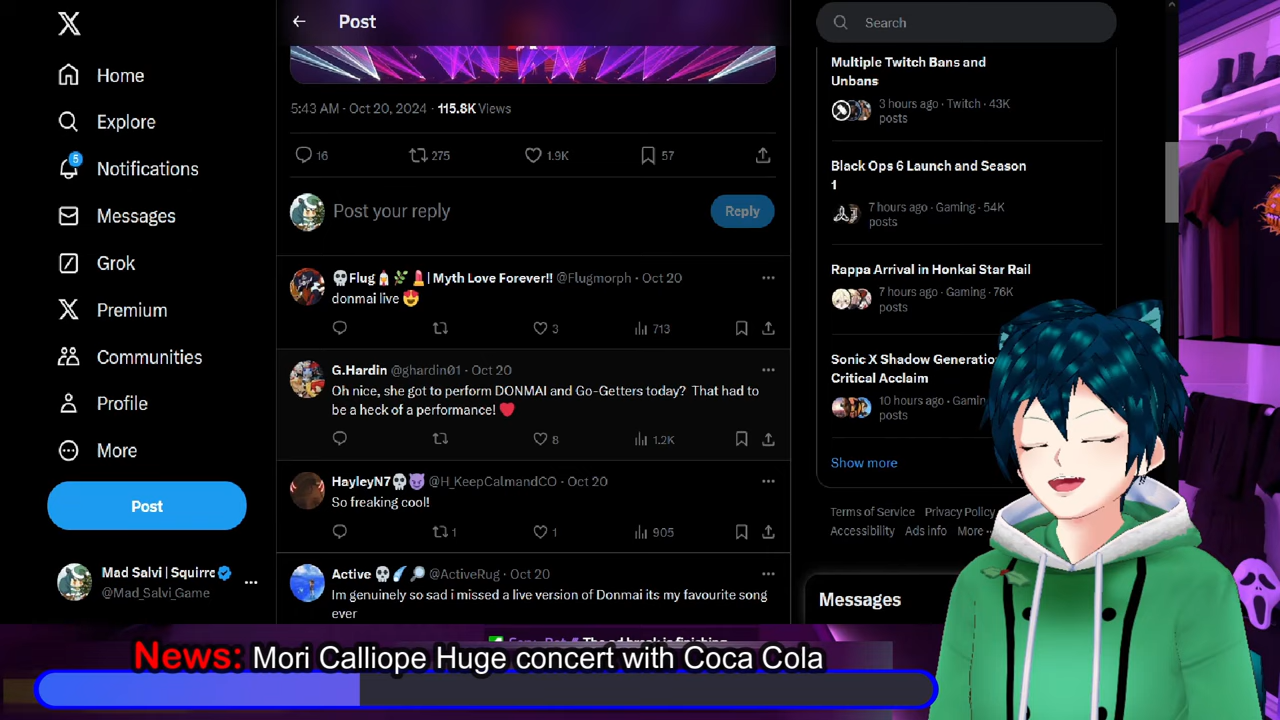 Home
Explore
5
Notifications
Messages
Grok
Premium
Communities
Profile
More
Post
Mad Salvi | Squirre
@Mad_Salvi_Game
Post
5:43 AM · Oct 20, 2024 · 115.8K Views
16
275
1.9K
57
Post your reply
Reply
Flug | Myth Love Forever!! @Flugmorph · Oct 20
donmai live
3
713
G.Hardin @ghardin01 · Oct 20
Oh nice, she got to perform DONMAI and Go-Getters today? That had to
be a heck of a performance!
8
1.2K
HayleyN7 @H_KeepCalmandCO · Oct 20
So freaking cool!
1
1
905
Active @ActiveRug · Oct 20
Im genuinely so sad i missed a live version of Donmai its my favourite song
ever
Search
Multiple Twitch Bans and
Unbans
3 hours ago · Twitch · 43K
posts
Black Ops 6 Launch and Season
1
7 hours ago · Gaming · 54K
posts
Rappa Arrival in Honkai Star Rail
7 hours ago · Gaming · 76K
posts
Sonic X Shadow Generatio
Critical Acclaim
10 hours ago · Gamin
posts
Show more
Terms of Service Privacy Policy
Accessibility Ads info More
Messages
The ad break is finishing
News: Mori Calliope Huge concert with Coca Cola